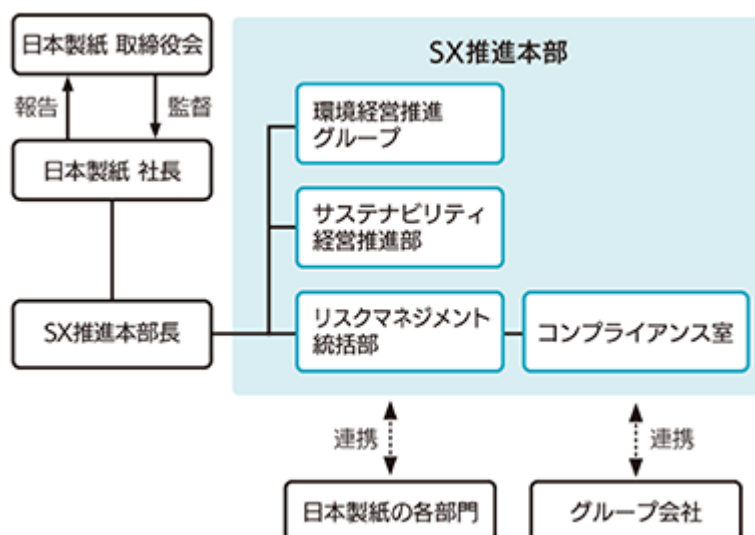 日本製紙 取締役会
報告
監督
日本製紙 社長
SX推進本部長
SX推進本部
環境経営推進
グループ
サステナビリティ
経営推進部
リスクマネジメント
統括部
コンプライアンス室
連携
連携
日本製紙の各部門
グループ会社